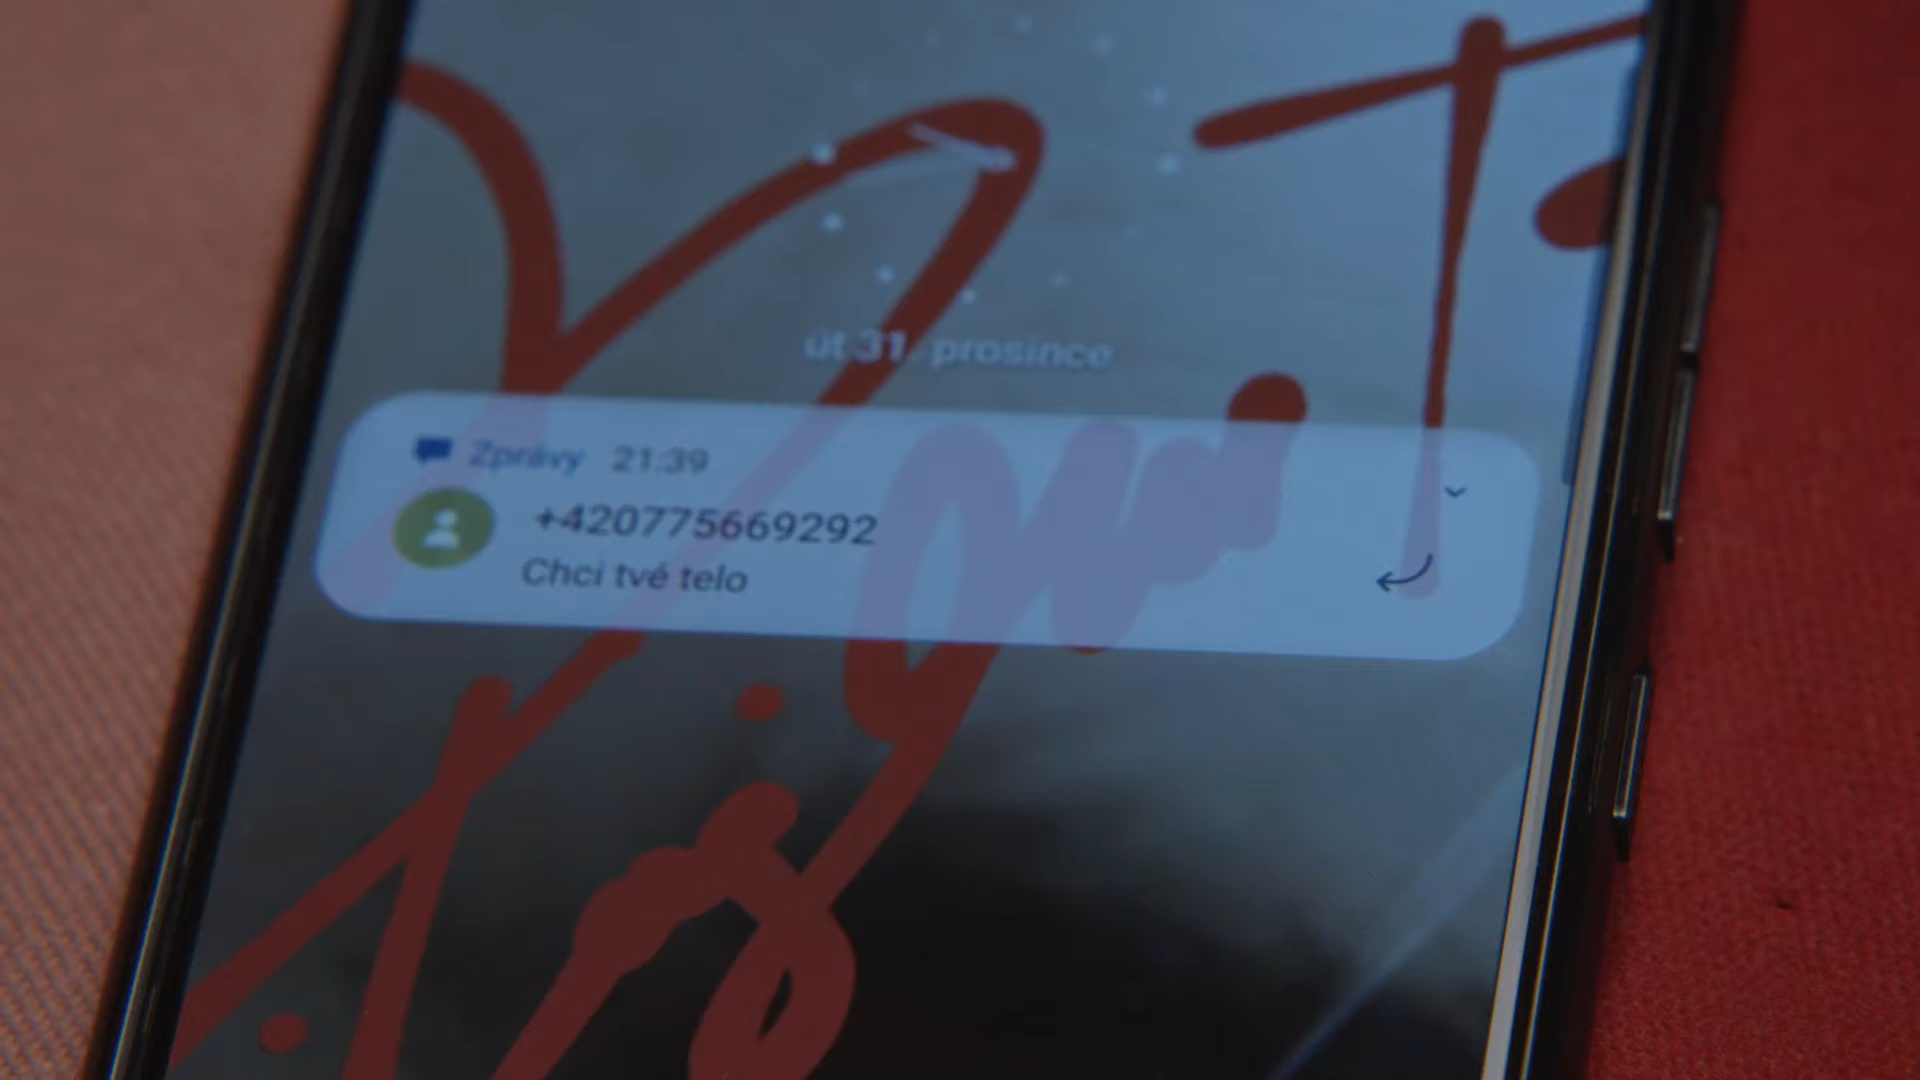 út 31. prosince
Zprávy 21:39
+420775669292
Chci tvé telo